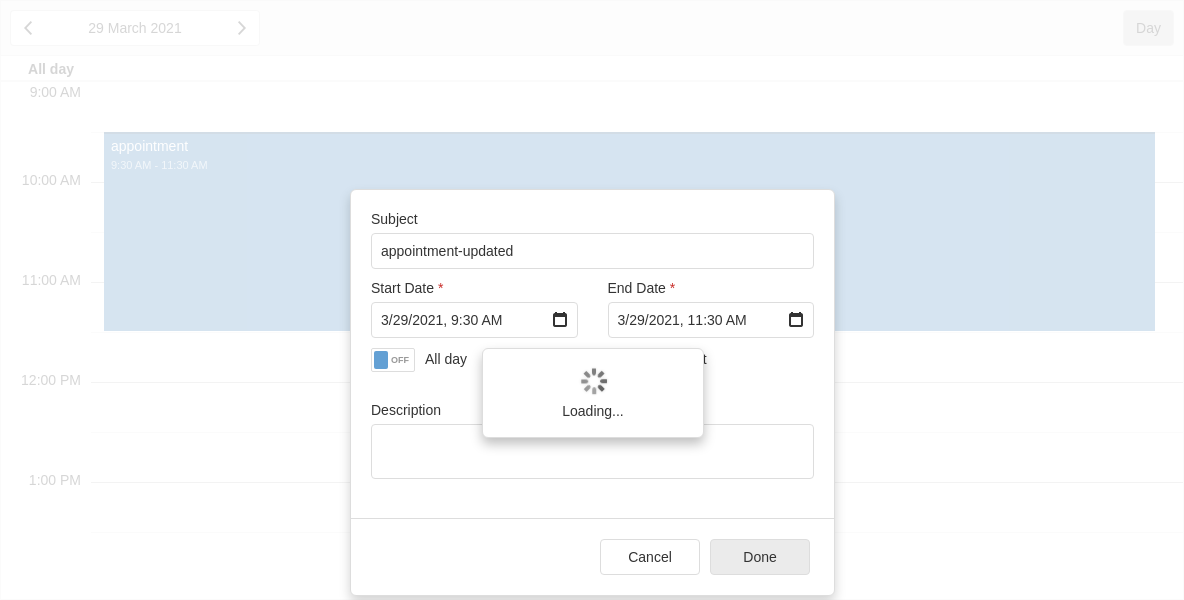 29 March 2021
Day
All day
9:00 AM
appointment
9:30 AM - 11:30 AM
10:00 AM
11:00 AM
12:00 PM
1:00 PM
Subject
appointment-updated
Start Date *
End Date *
3/29/2021, 9:30 AM
3/29/2021, 11:30 AM
OFF
All day
Loading...
Description
Cancel
Done